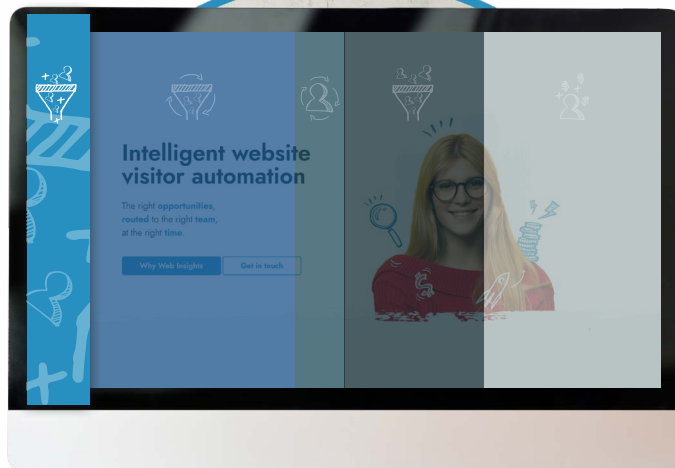 Intelligent website
visitor automation
The right opportunities,
routed to the right team,
at the right time.
Why Web Insights
Get in touch